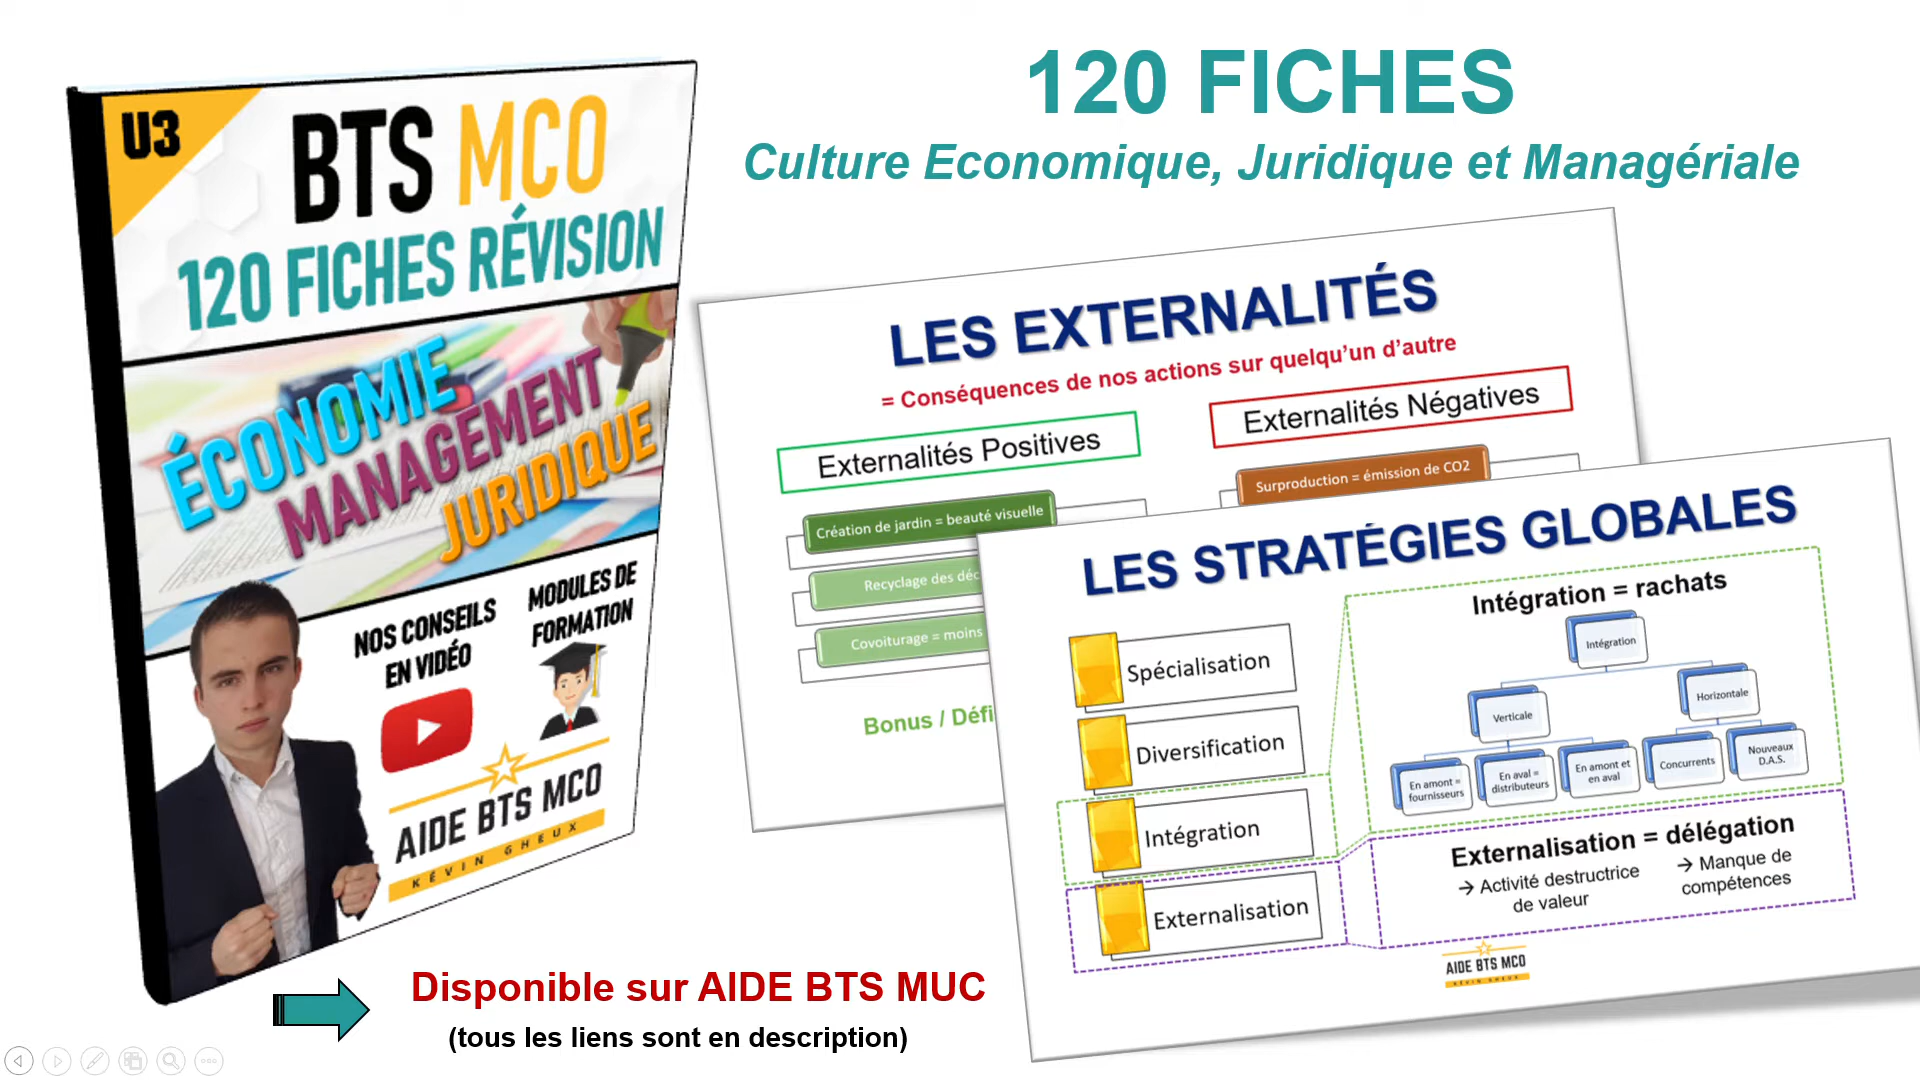 U3
BTS MCO
120 FICHES RÉVISION
ÉCONOMIE
MANAGEMENT
JURIDIQUE
NOS CONSEILS
EN VIDÉO
MODULES DE
FORMATION
AIDE BTS MCO
KÉVIN GHEUX
120 FICHES
Culture Economique, Juridique et Managériale
LES EXTERNALITÉS
= Conséquences de nos actions sur quelqu'un d'autre
Externalités Positives
Externalités Négatives
Création de jardin = beauté visuelle
Surproduction = émission de CO2
Recyclage des déc
Covoiturage = moins
Bonus / Défi
LES STRATÉGIES GLOBALES
Spécialisation
Diversification
Intégration
Externalisation
Intégration = rachats
Intégration
Verticale
Horizontale
En amont =
fournisseurs
En aval =
distributeurs
En amont et
en aval
Concurrents
Nouveaux
D.A.S.
Externalisation = délégation
→ Activité destructrice
de valeur
→ Manque de
compétences
AIDE BTS MCO
KÉVIN GHEUX
Disponible sur AIDE BTS MUC
(tous les liens sont en description)